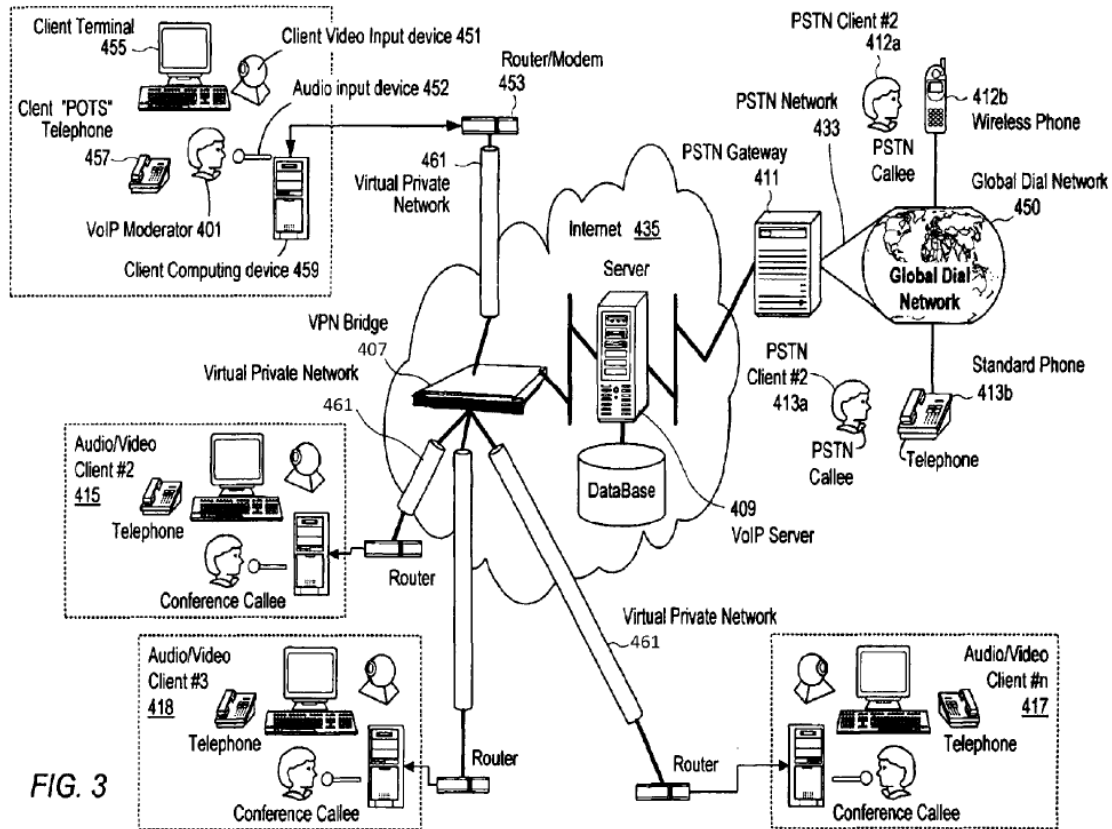 Client Terminal
455
Client Video Input device 451
Audio input device 452
Clent "POTS"
Telephone
457
VoIP Moderator 401
Client Computing device 459
Router/Modem
453
461
Virtual Private
Network
PSTN Client #2
412a
PSTN Network
433
PSTN
Callee
412b
Wireless Phone
PSTN Gateway
411
Global Dial Network
450
Global Dial
Network
Internet 435
Server
VPN Bridge
407
Virtual Private Network
461
DataBase
409
VoIP Server
PSTN
Client #2
413a
PSTN
Callee
Standard Phone
413b
Telephone
Audio/Video
Client #2
415
Telephone
Conference Callee
Router
Virtual Private Network
461
Audio/Video
Client #3
418
Telephone
Conference Callee
Router
Router
Audio/Video
Client #n
417
Telephone
Conference Callee
FIG. 3